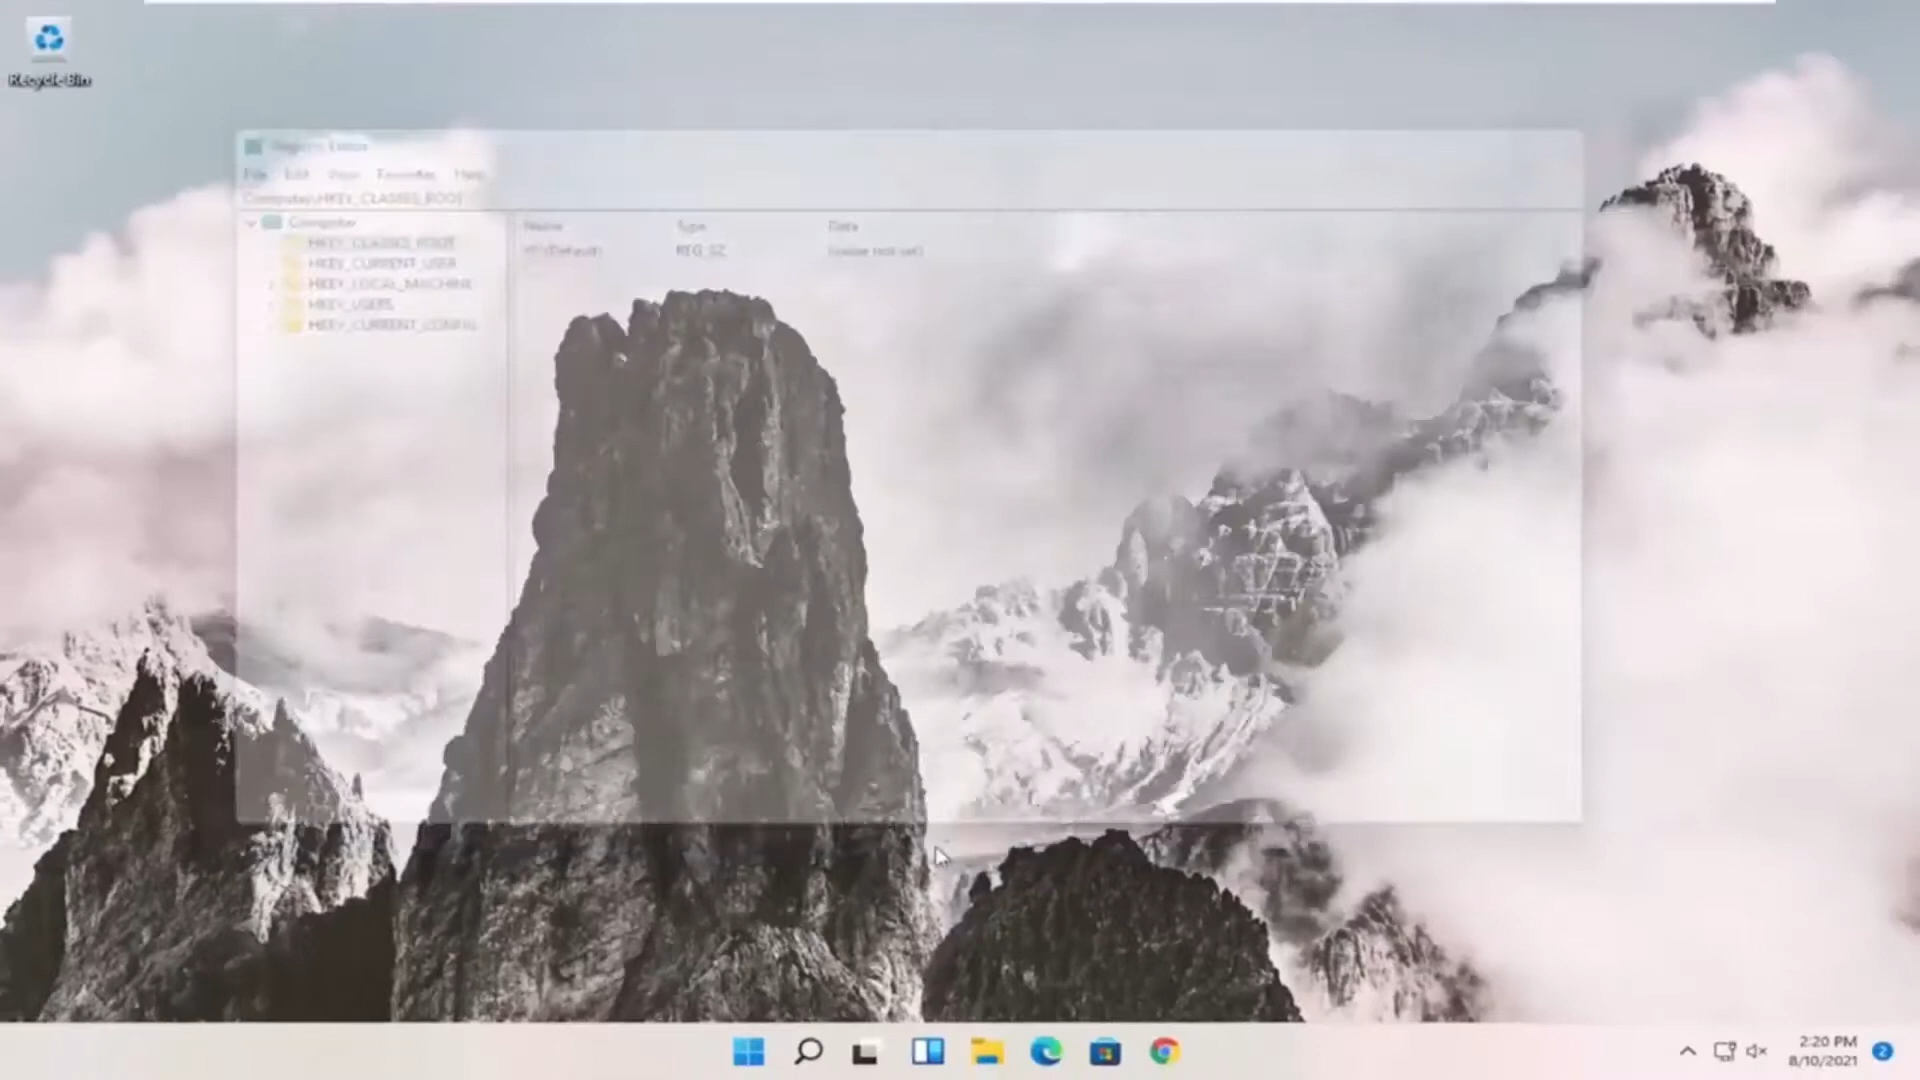 Recycle Bin
Registry Editor
File Edit View Favorites Help
Computer\HKEY_CLASSES_ROOT
Computer
HKEY_CLASSES_ROOT
HKEY_CURRENT_USER
HKEY_LOCAL_MACHINE
HKEY_USERS
HKEY_CURRENT_CONFIG
Name Type Data
(Default) REG_SZ (value not set)
2:20 PM
8/10/2021
2